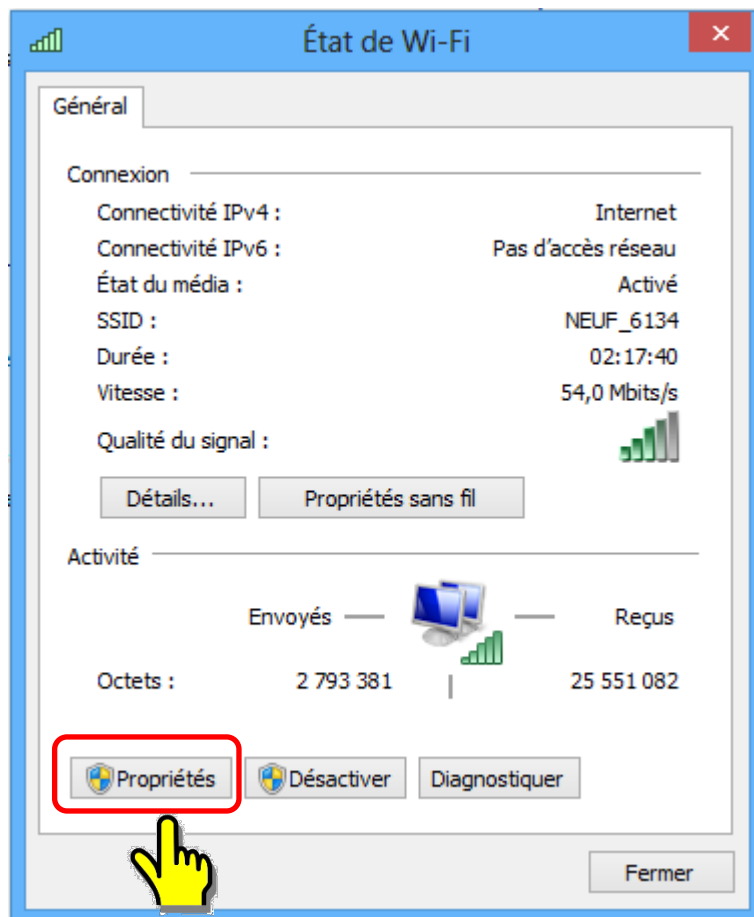 État de Wi-Fi
Général
Connexion
Connectivité IPv4 : Internet
Connectivité IPv6 : Pas d'accès réseau
État du média : Activé
SSID : NEUF_6134
Durée : 02:17:40
Vitesse : 54,0 Mbits/s
Qualité du signal :
Détails... Propriétés sans fil
Activité
Envoyés Reçus
Octets : 2 793 381 25 551 082
Propriétés Désactiver Diagnostiquer
Fermer